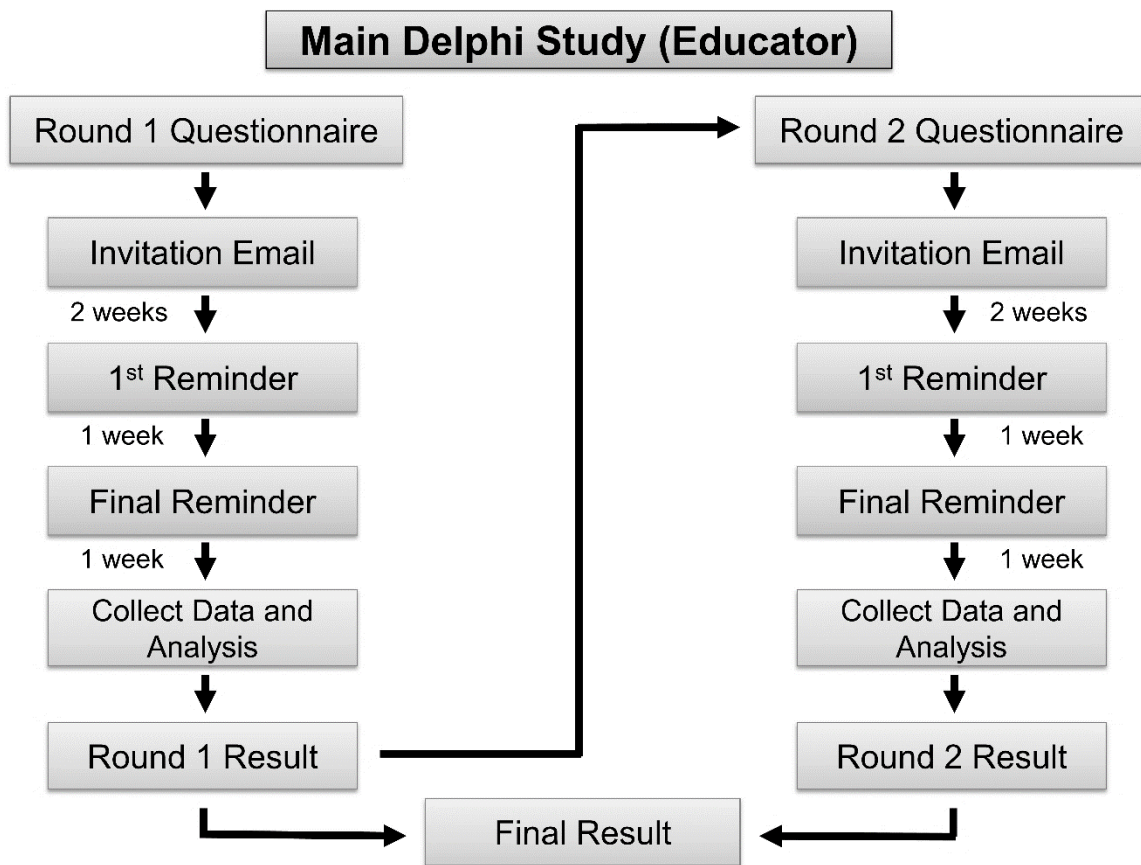 Main Delphi Study (Educator)
Round 1 Questionnaire
Invitation Email
2 weeks
1st Reminder
1 week
Final Reminder
1 week
Collect Data and
Analysis
Round 1 Result
Round 2 Questionnaire
Invitation Email
2 weeks
1st Reminder
1 week
Final Reminder
1 week
Collect Data and
Analysis
Round 2 Result
Final Result